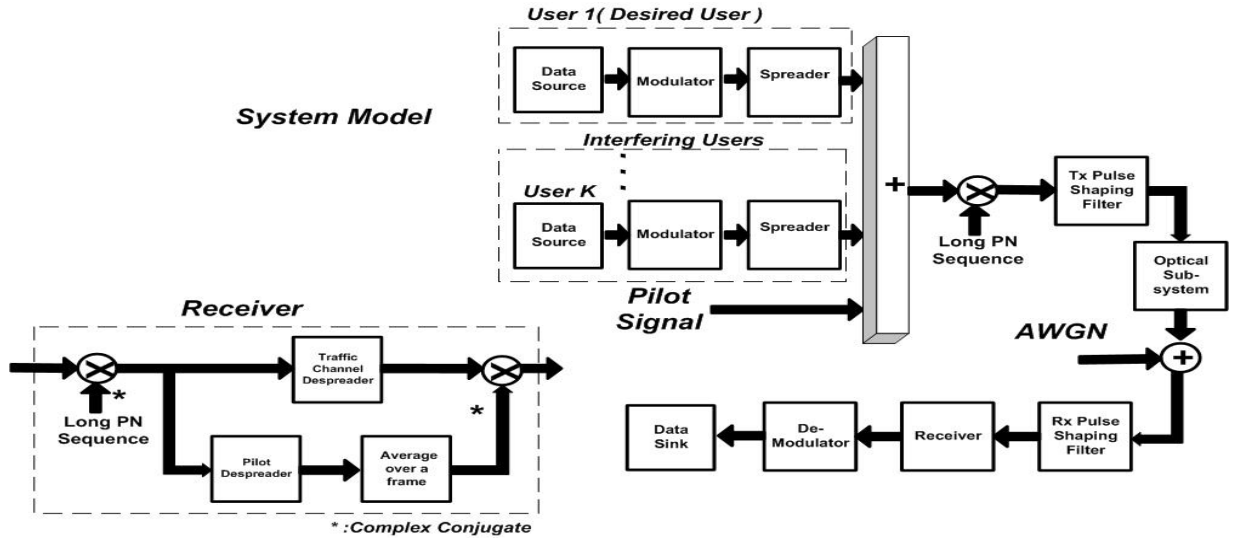 User 1( Desired User )
Data
Source
Modulator
Spreader
System Model
Interfering Users
User K
Data
Source
Modulator
Spreader
+
Long PN
Sequence
Tx Pulse
Shaping
Filter
Optical
Sub-
system
Pilot
Signal
AWGN
+
Receiver
Traffic
Channel
Despreader
*
Long PN
Sequence
*
Pilot
Despreader
Average
over a
frame
* :Complex Conjugate
Data
Sink
De-
Modulator
Receiver
Rx Pulse
Shaping
Filter